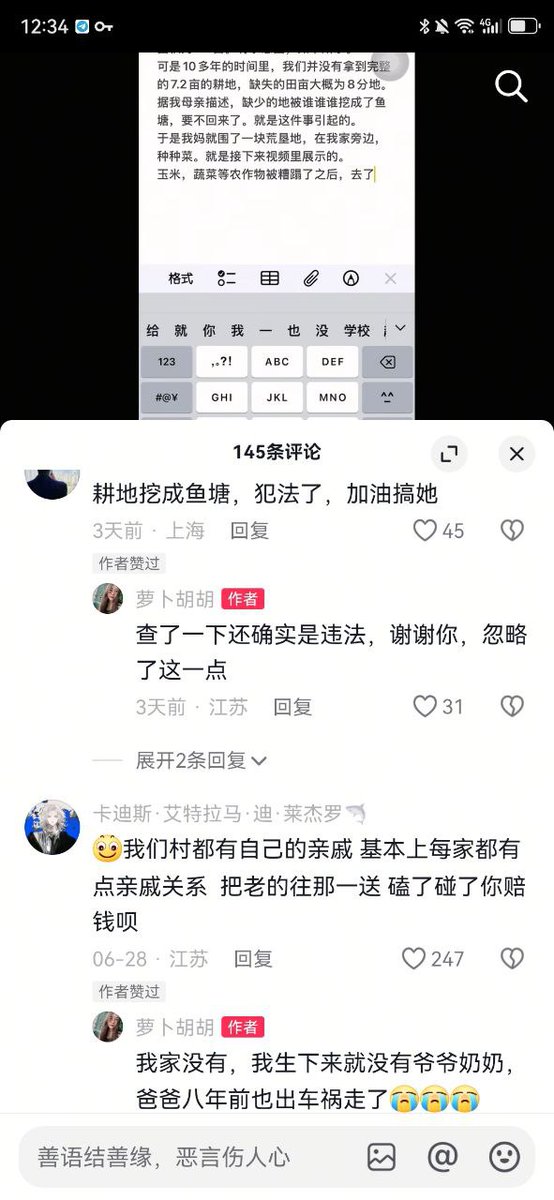 12:34
4G
可是10多年的时间里，我们并没有拿到完整
的7.2亩的耕地，缺失的田亩大概为8分地。
据我母亲描述，缺少的地被谁谁谁挖成了鱼
塘，要不回来了。就是这件事引起的。
于是我妈就围了一块荒垦地，在我家旁边，
种种菜。就是接下来视频里展示的。
玉米，蔬菜等农作物被糟蹋了之后，去了
格式
给 就 你 我 一 也 没 学校
123 ,。?! ABC DEF
#@¥ GHI JKL MNO ^^
145条评论
耕地挖成鱼塘，犯法了，加油搞她
3天前 · 上海 回复 45
作者赞过
萝卜胡胡 作者
查了一下还确实是违法，谢谢你，忽略
了这一点
3天前 · 江苏 回复 31
展开2条回复
卡迪斯·艾特拉马·迪·莱杰罗
我们村都有自己的亲戚 基本上每家都有
点亲戚关系 把老的往那一送 磕了碰了你赔
钱呗
06-28 · 江苏 回复 247
作者赞过
萝卜胡胡 作者
我家没有，我生下来就没有爷爷奶奶，
爸爸八年前也出车祸走了😭😭😭
善语结善缘，恶言伤人心